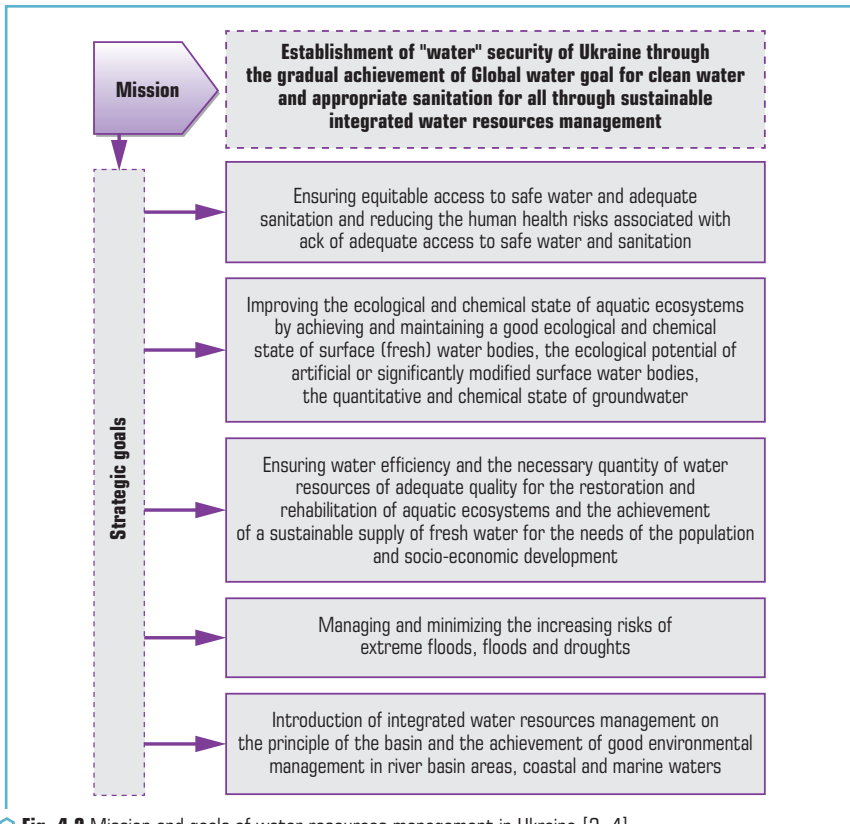 Mission
Establishment of "water" security of Ukraine through
the gradual achievement of Global water goal for clean water
and appropriate sanitation for all through sustainable
integrated water resources management
Strategic goals
Ensuring equitable access to safe water and adequate
sanitation and reducing the human health risks associated with
ack of adequate access to safe water and sanitation
Improving the ecological and chemical state of aquatic ecosystems
by achieving and maintaining a good ecological and chemical
state of surface (fresh) water bodies, the ecological potential of
artificial or significantly modified surface water bodies,
the quantitative and chemical state of groundwater
Ensuring water efficiency and the necessary quantity of water
resources of adequate quality for the restoration and
rehabilitation of aquatic ecosystems and the achievement
of a sustainable supply of fresh water for the needs of the population
and socio-economic development
Managing and minimizing the increasing risks of
extreme floods, floods and droughts
Introduction of integrated water resources management on
the principle of the basin and the achievement of good environmental
management in river basin areas, coastal and marine waters
Mission and goals of water resources management in Ukraine